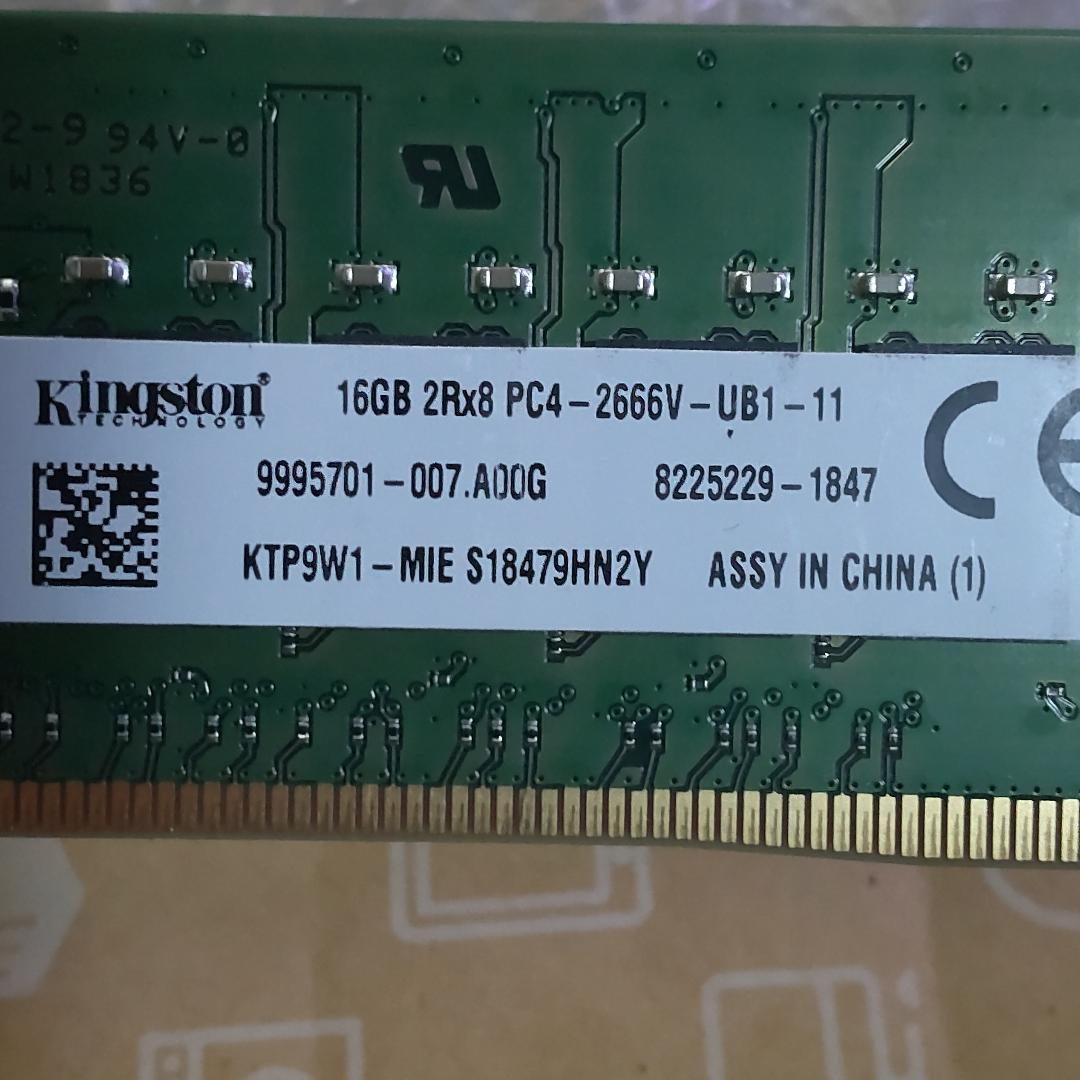 2-9 94V-0
W1836
Kingston®
TECHNOLOGY
16GB 2Rx8 PC4-2666V-UB1-11
9995701-007.A00G 8225229-1847
KTP9W1-MIE S18479HN2Y ASSY IN CHINA (1)
CE